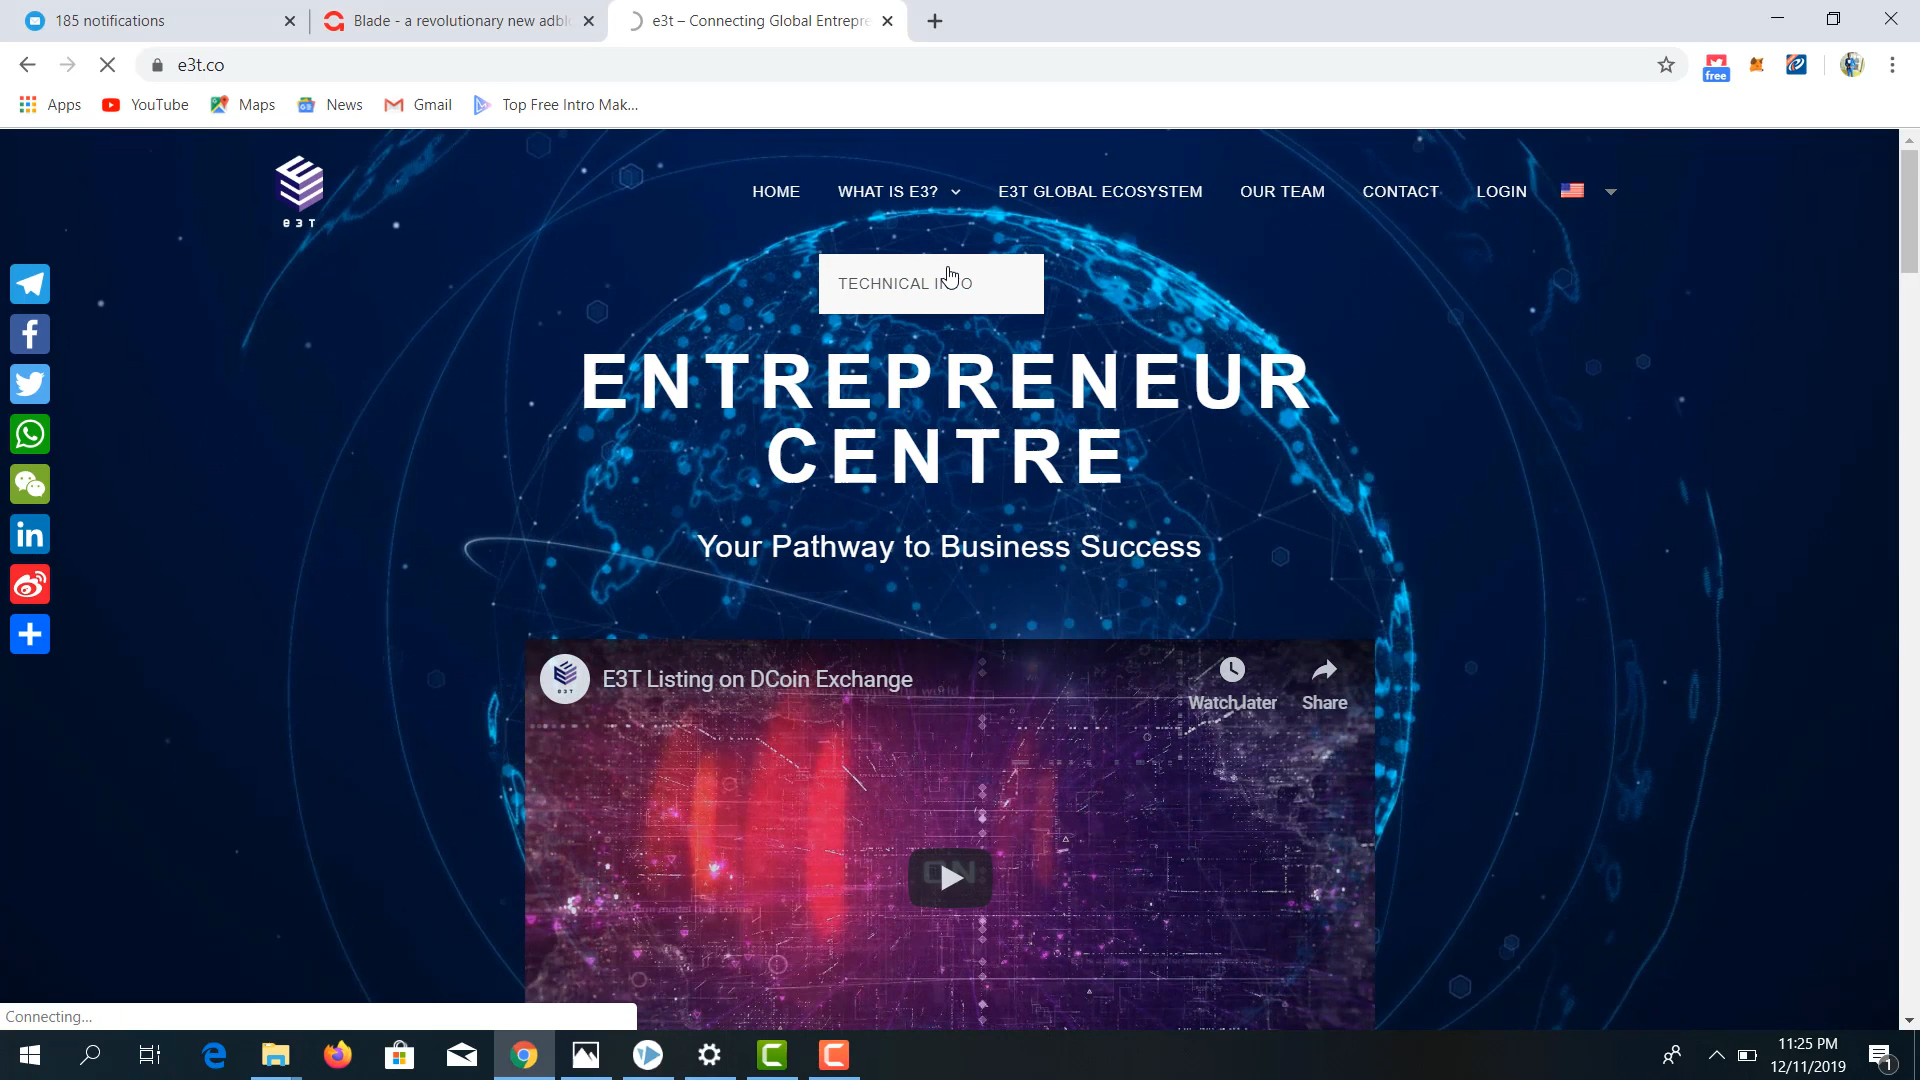 185 notifications
Blade - a revolutionary new adbl
e3t – Connecting Global Entrepre
e3t.co
free
Apps
YouTube
Maps
News
Gmail
Top Free Intro Mak...
e3T
HOME
WHAT IS E3?
E3T GLOBAL ECOSYSTEM
OUR TEAM
CONTACT
LOGIN
TECHNICAL INFO
ENTREPRENEUR
CENTRE
Your Pathway to Business Success
E3T Listing on DCoin Exchange
Watch later
Share
ON:
Connecting...
11:25 PM
12/11/2019
1